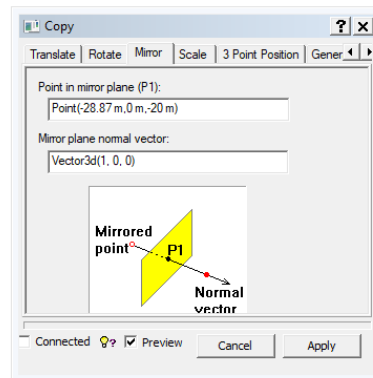 Copy
Translate Rotate Mirror Scale 3 Point Position Gener
Point in mirror plane (P1):
Point(-28.87 m,0 m,-20 m)
Mirror plane normal vector:
Vector3d(1, 0, 0)
Mirrored
point P1
Normal
vector
Connected ? Preview Cancel Apply